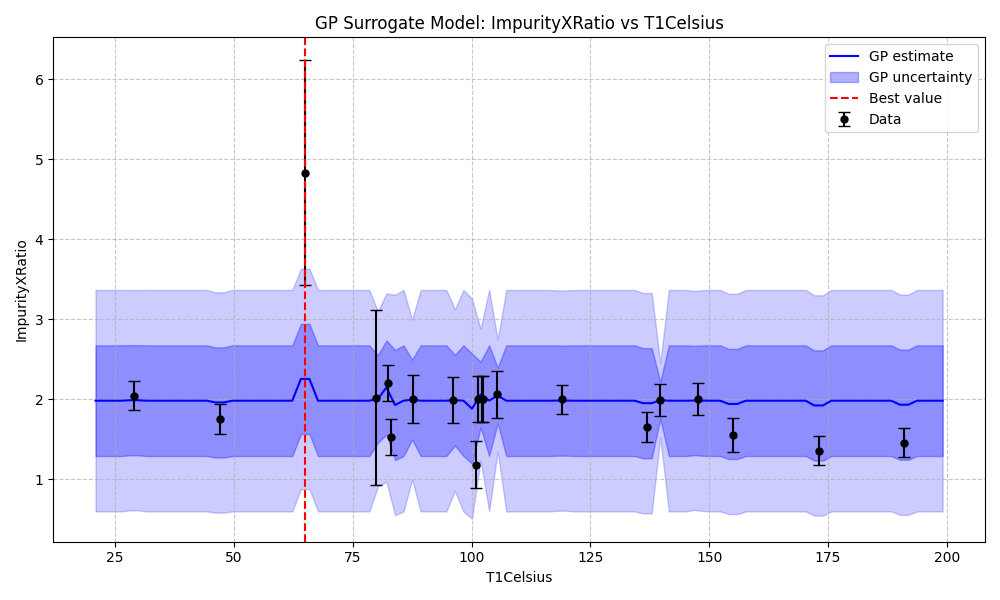 GP Surrogate Model: ImpurityXRatio vs T1Celsius
GP estimate
GP uncertainty
Best value
Data
ImpurityXRatio
6
5
4
3
2
1
25
50
75
100
125
150
175
200
T1Celsius